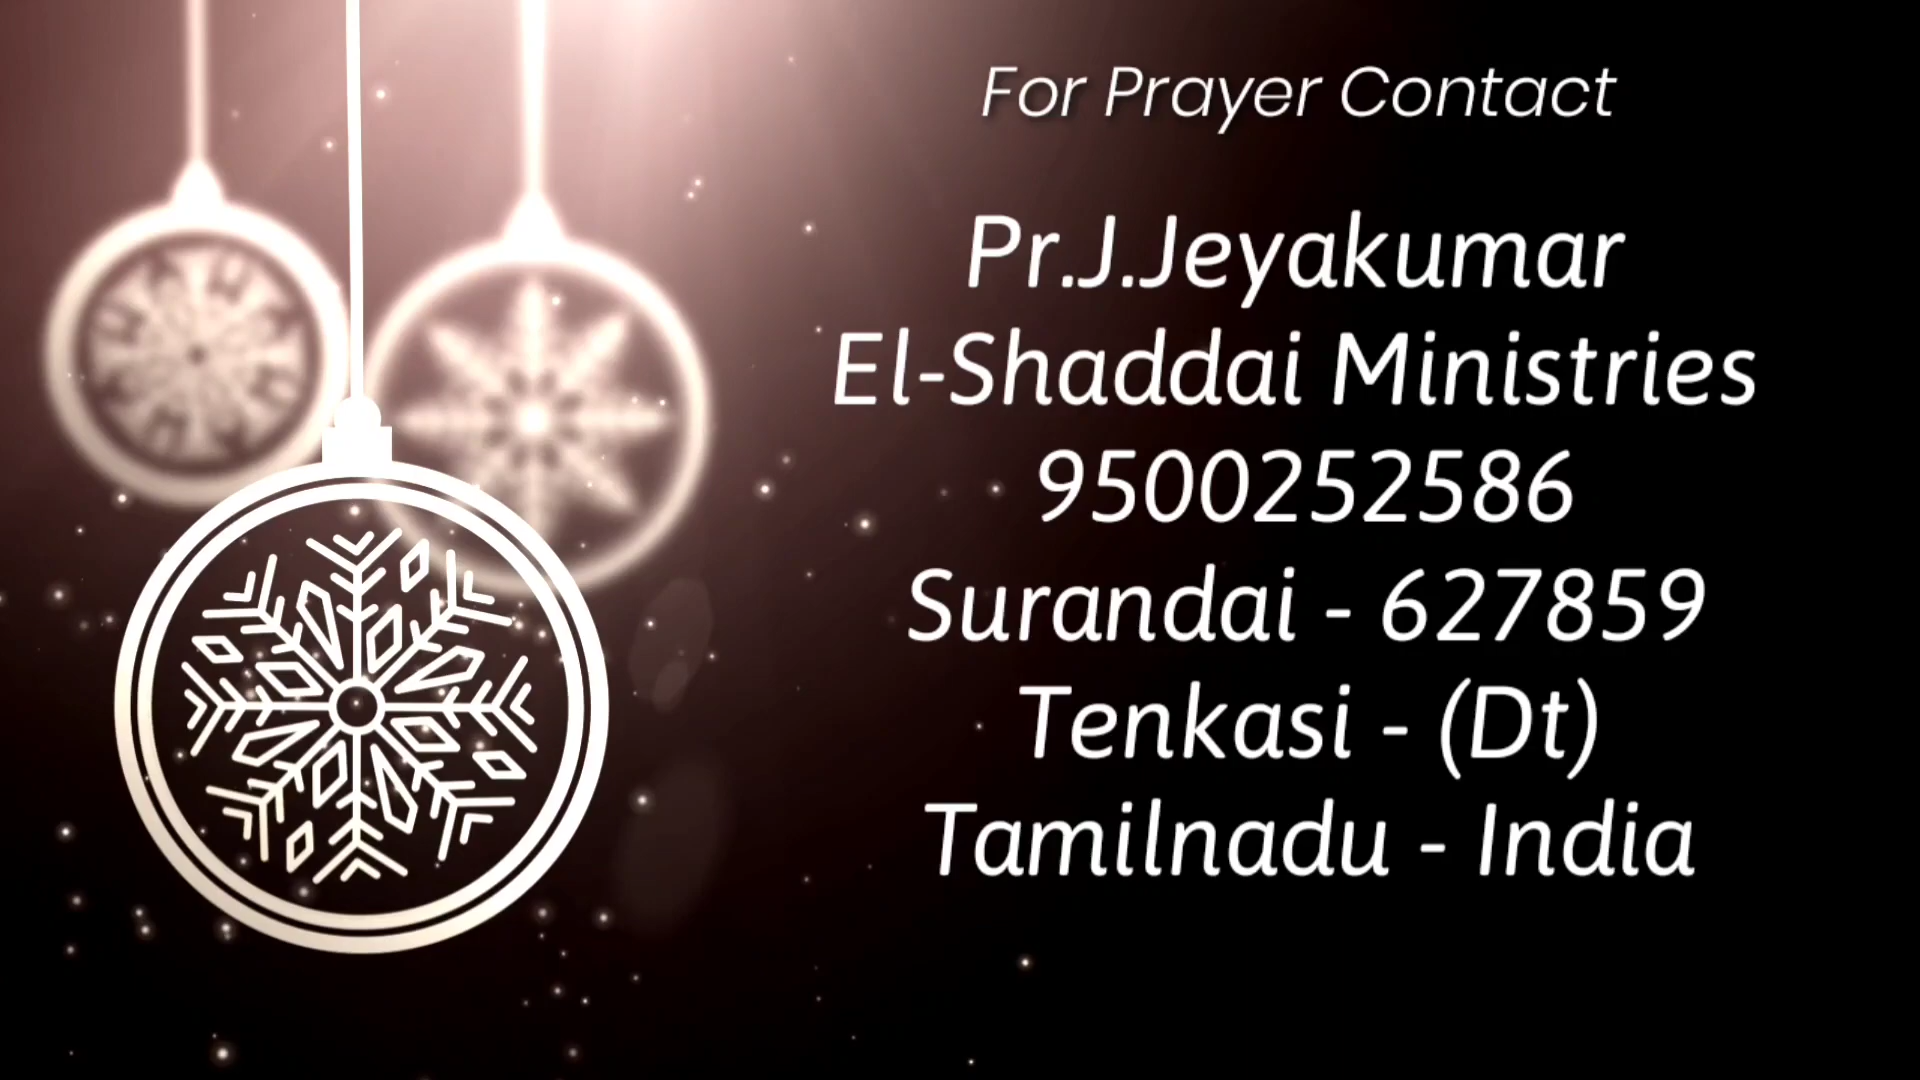 For Prayer Contact
Pr.J.Jeyakumar
El-Shaddai Ministries
9500252586
Surandai - 627859
Tenkasi - (Dt)
Tamilnadu - India